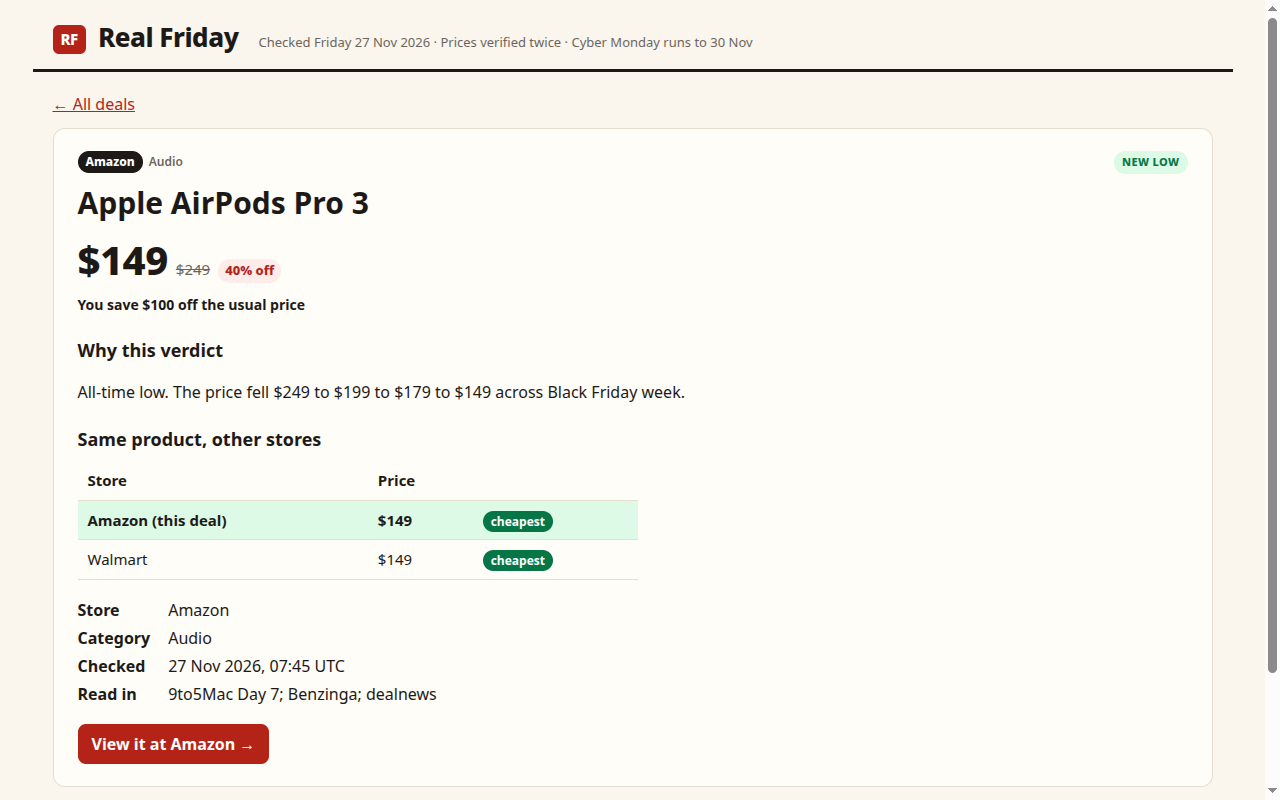 RF Real Friday Checked Friday 27 Nov 2026 · Prices verified twice · Cyber Monday runs to 30 Nov
← All deals
Amazon Audio NEW LOW
Apple AirPods Pro 3
$149 $249 40% off
You save $100 off the usual price
Why this verdict
All-time low. The price fell $249 to $199 to $179 to $149 across Black Friday week.
Same product, other stores
Store Price
Amazon (this deal) $149 cheapest
Walmart $149 cheapest
Store Amazon
Category Audio
Checked 27 Nov 2026, 07:45 UTC
Read in 9to5Mac Day 7; Benzinga; dealnews
View it at Amazon →